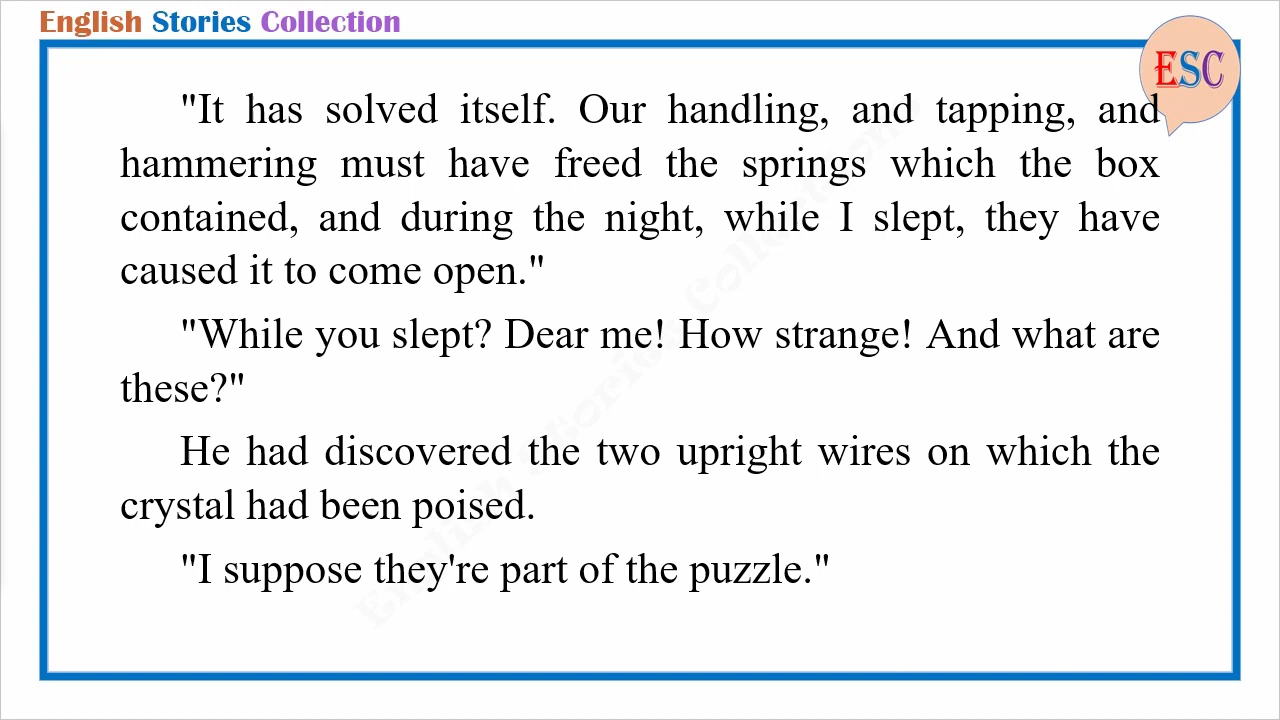 English Stories Collection
ESC
"It has solved itself. Our handling, and tapping, and
hammering must have freed the springs which the box
contained, and during the night, while I slept, they have
caused it to come open."
"While you slept? Dear me! How strange! And what are
these?"
He had discovered the two upright wires on which the
crystal had been poised.
"I suppose they're part of the puzzle."
English Stories Collection